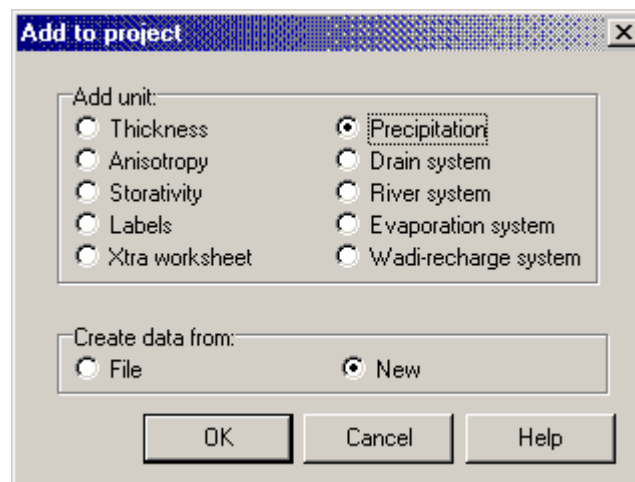 Add to project
Add unit:
Thickness
Anisotropy
Storativity
Labels
Xtra worksheet
Precipitation
Drain system
River system
Evaporation system
Wadi-recharge system
Create data from:
File
New
OK
Cancel
Help